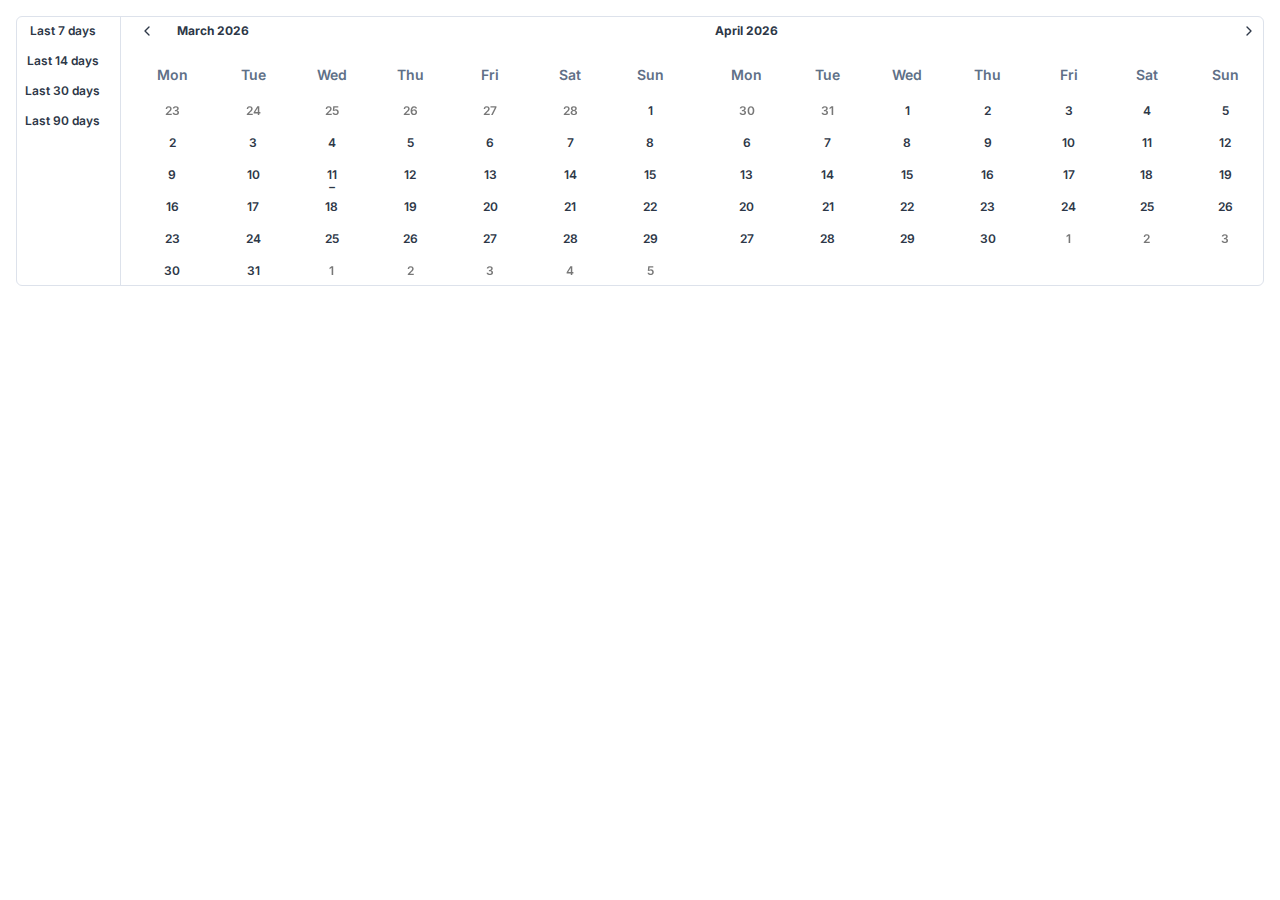 Last 7 days
Last 14 days
Last 30 days
Last 90 days
March 2026
Mon Tue Wed Thu Fri Sat Sun
23 24 25 26 27 28 1
2 3 4 5 6 7 8
9 10 11 12 13 14 15
16 17 18 19 20 21 22
23 24 25 26 27 28 29
30 31 1 2 3 4 5
April 2026
Mon Tue Wed Thu Fri Sat Sun
30 31 1 2 3 4 5
6 7 8 9 10 11 12
13 14 15 16 17 18 19
20 21 22 23 24 25 26
27 28 29 30 1 2 3